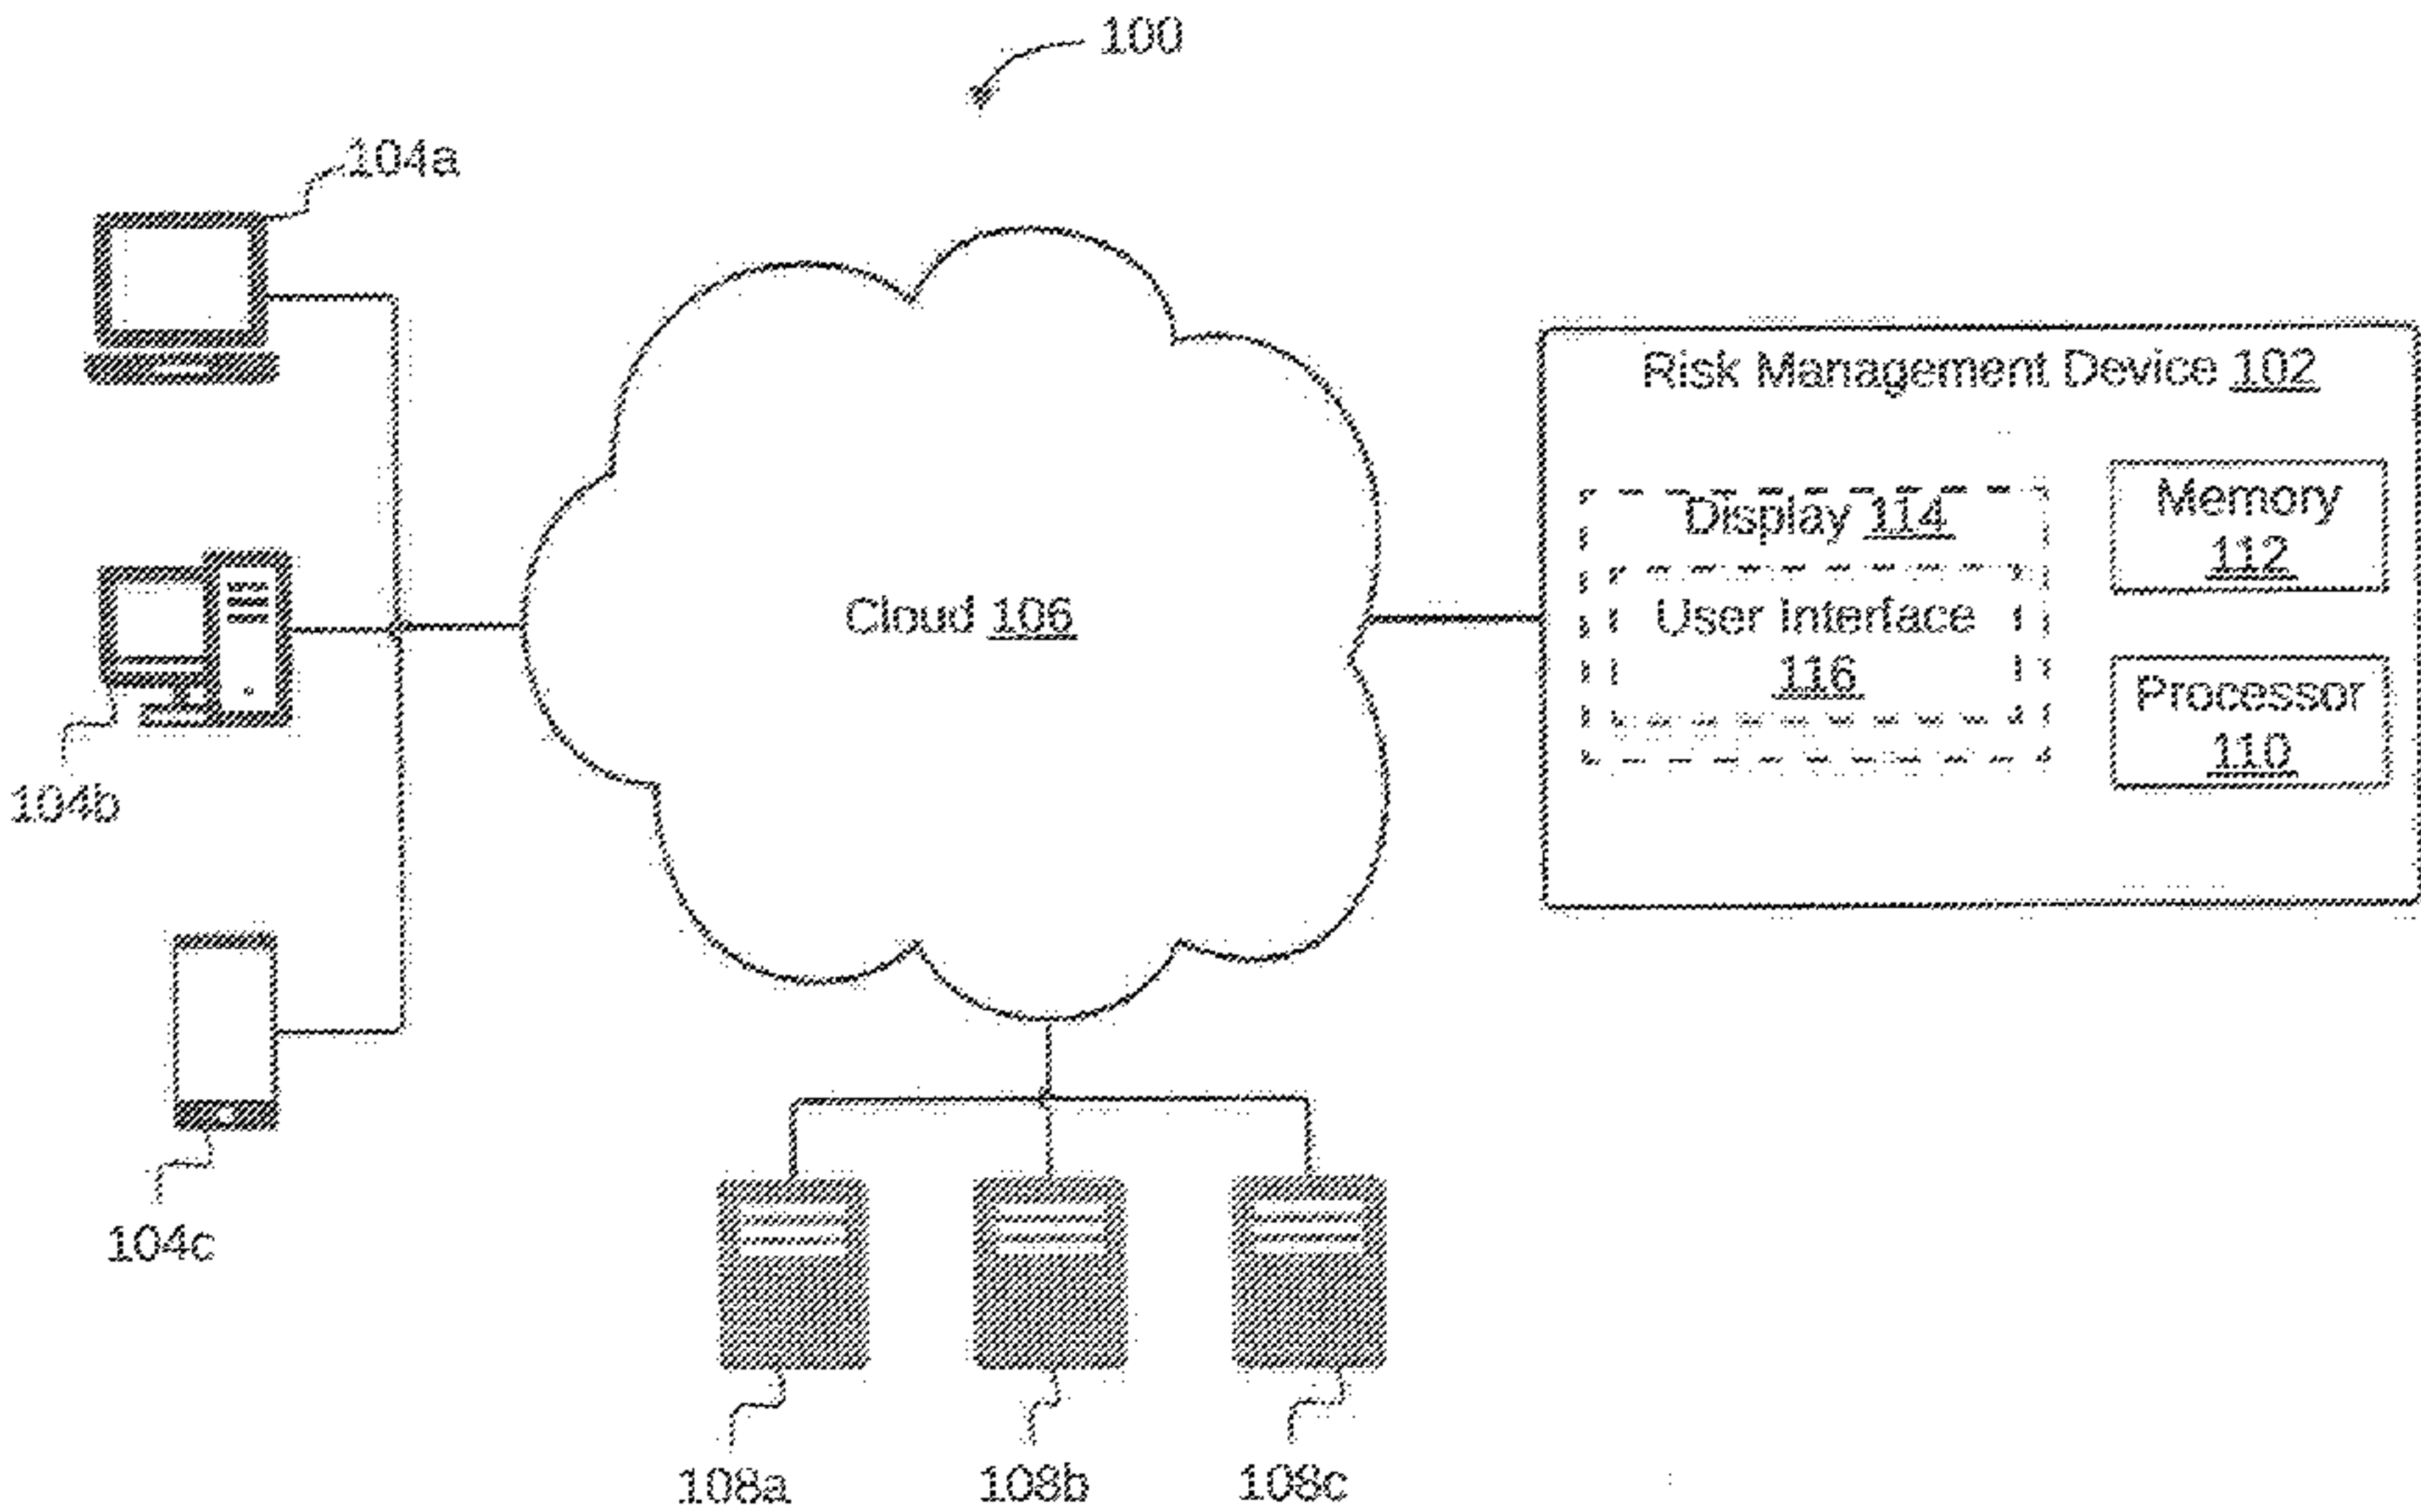 100
104a
Risk Management Device 102
Display 114
Memory
112
User Interface
116
Cloud 106
Processor
110
104b
104c
108a
108b
108c